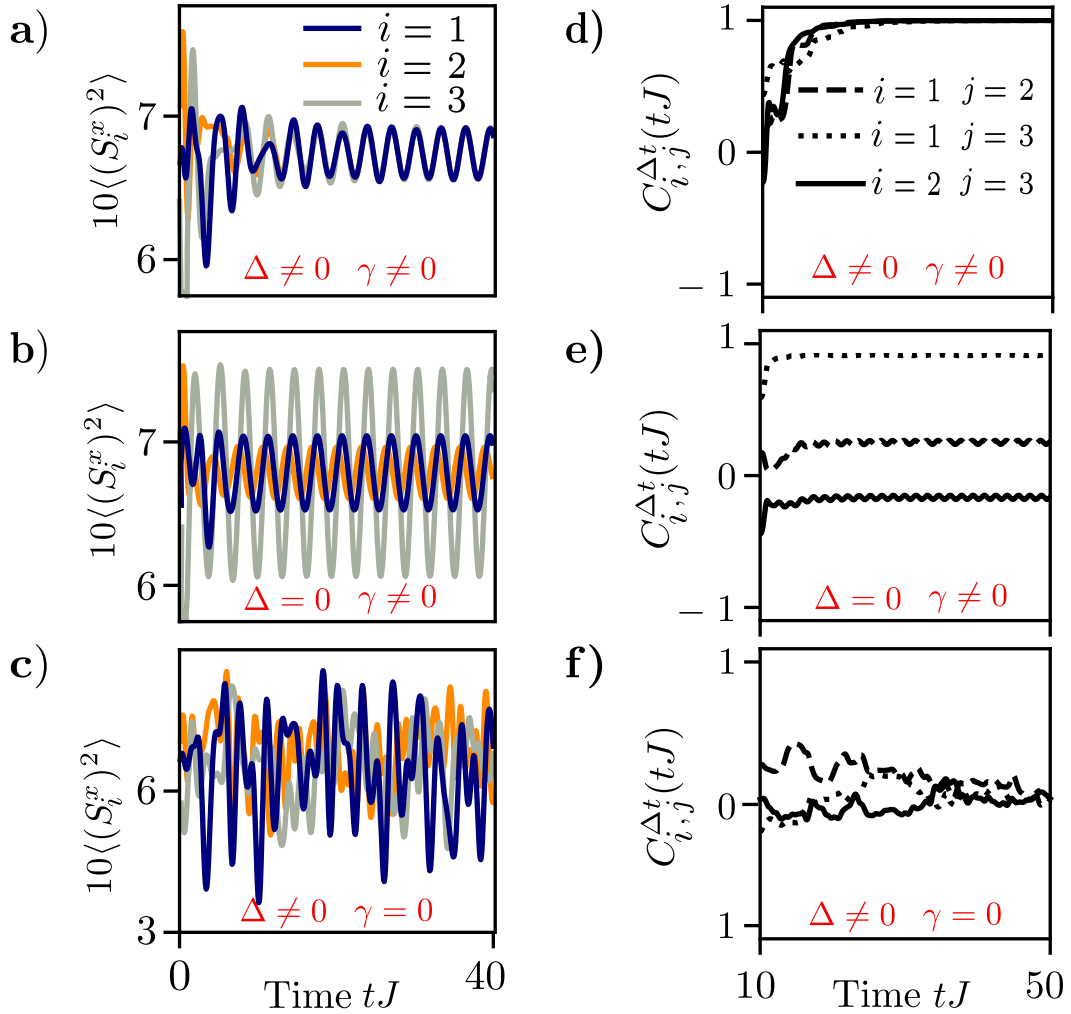 a)
10⟨(S_i^x)^2⟩
7
6
i = 1
i = 2
i = 3
Δ ≠ 0 γ ≠ 0
b)
10⟨(S_i^x)^2⟩
7
6
Δ = 0 γ ≠ 0
c)
10⟨(S_i^x)^2⟩
6
3
Δ ≠ 0 γ = 0
0
40
Time tJ
d)
C_{i,j}^{Δt}(tJ)
1
0
− 1
i = 1 j = 2
i = 1 j = 3
i = 2 j = 3
Δ ≠ 0 γ ≠ 0
e)
C_{i,j}^{Δt}(tJ)
1
0
− 1
Δ = 0 γ ≠ 0
f)
C_{i,j}^{Δt}(tJ)
1
0
1
Δ ≠ 0 γ = 0
10
50
Time tJ